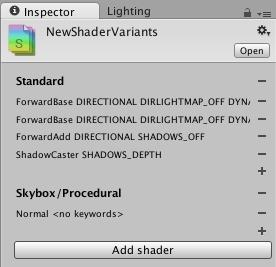 Inspector Lighting
NewShaderVariants
S
Open
Standard
ForwardBase DIRECTIONAL DIRLIGHTMAP_OFF DYN
ForwardBase DIRECTIONAL DIRLIGHTMAP_OFF DYN
ForwardAdd DIRECTIONAL SHADOWS_OFF
ShadowCaster SHADOWS_DEPTH
Skybox/Procedural
Normal <no keywords>
Add shader